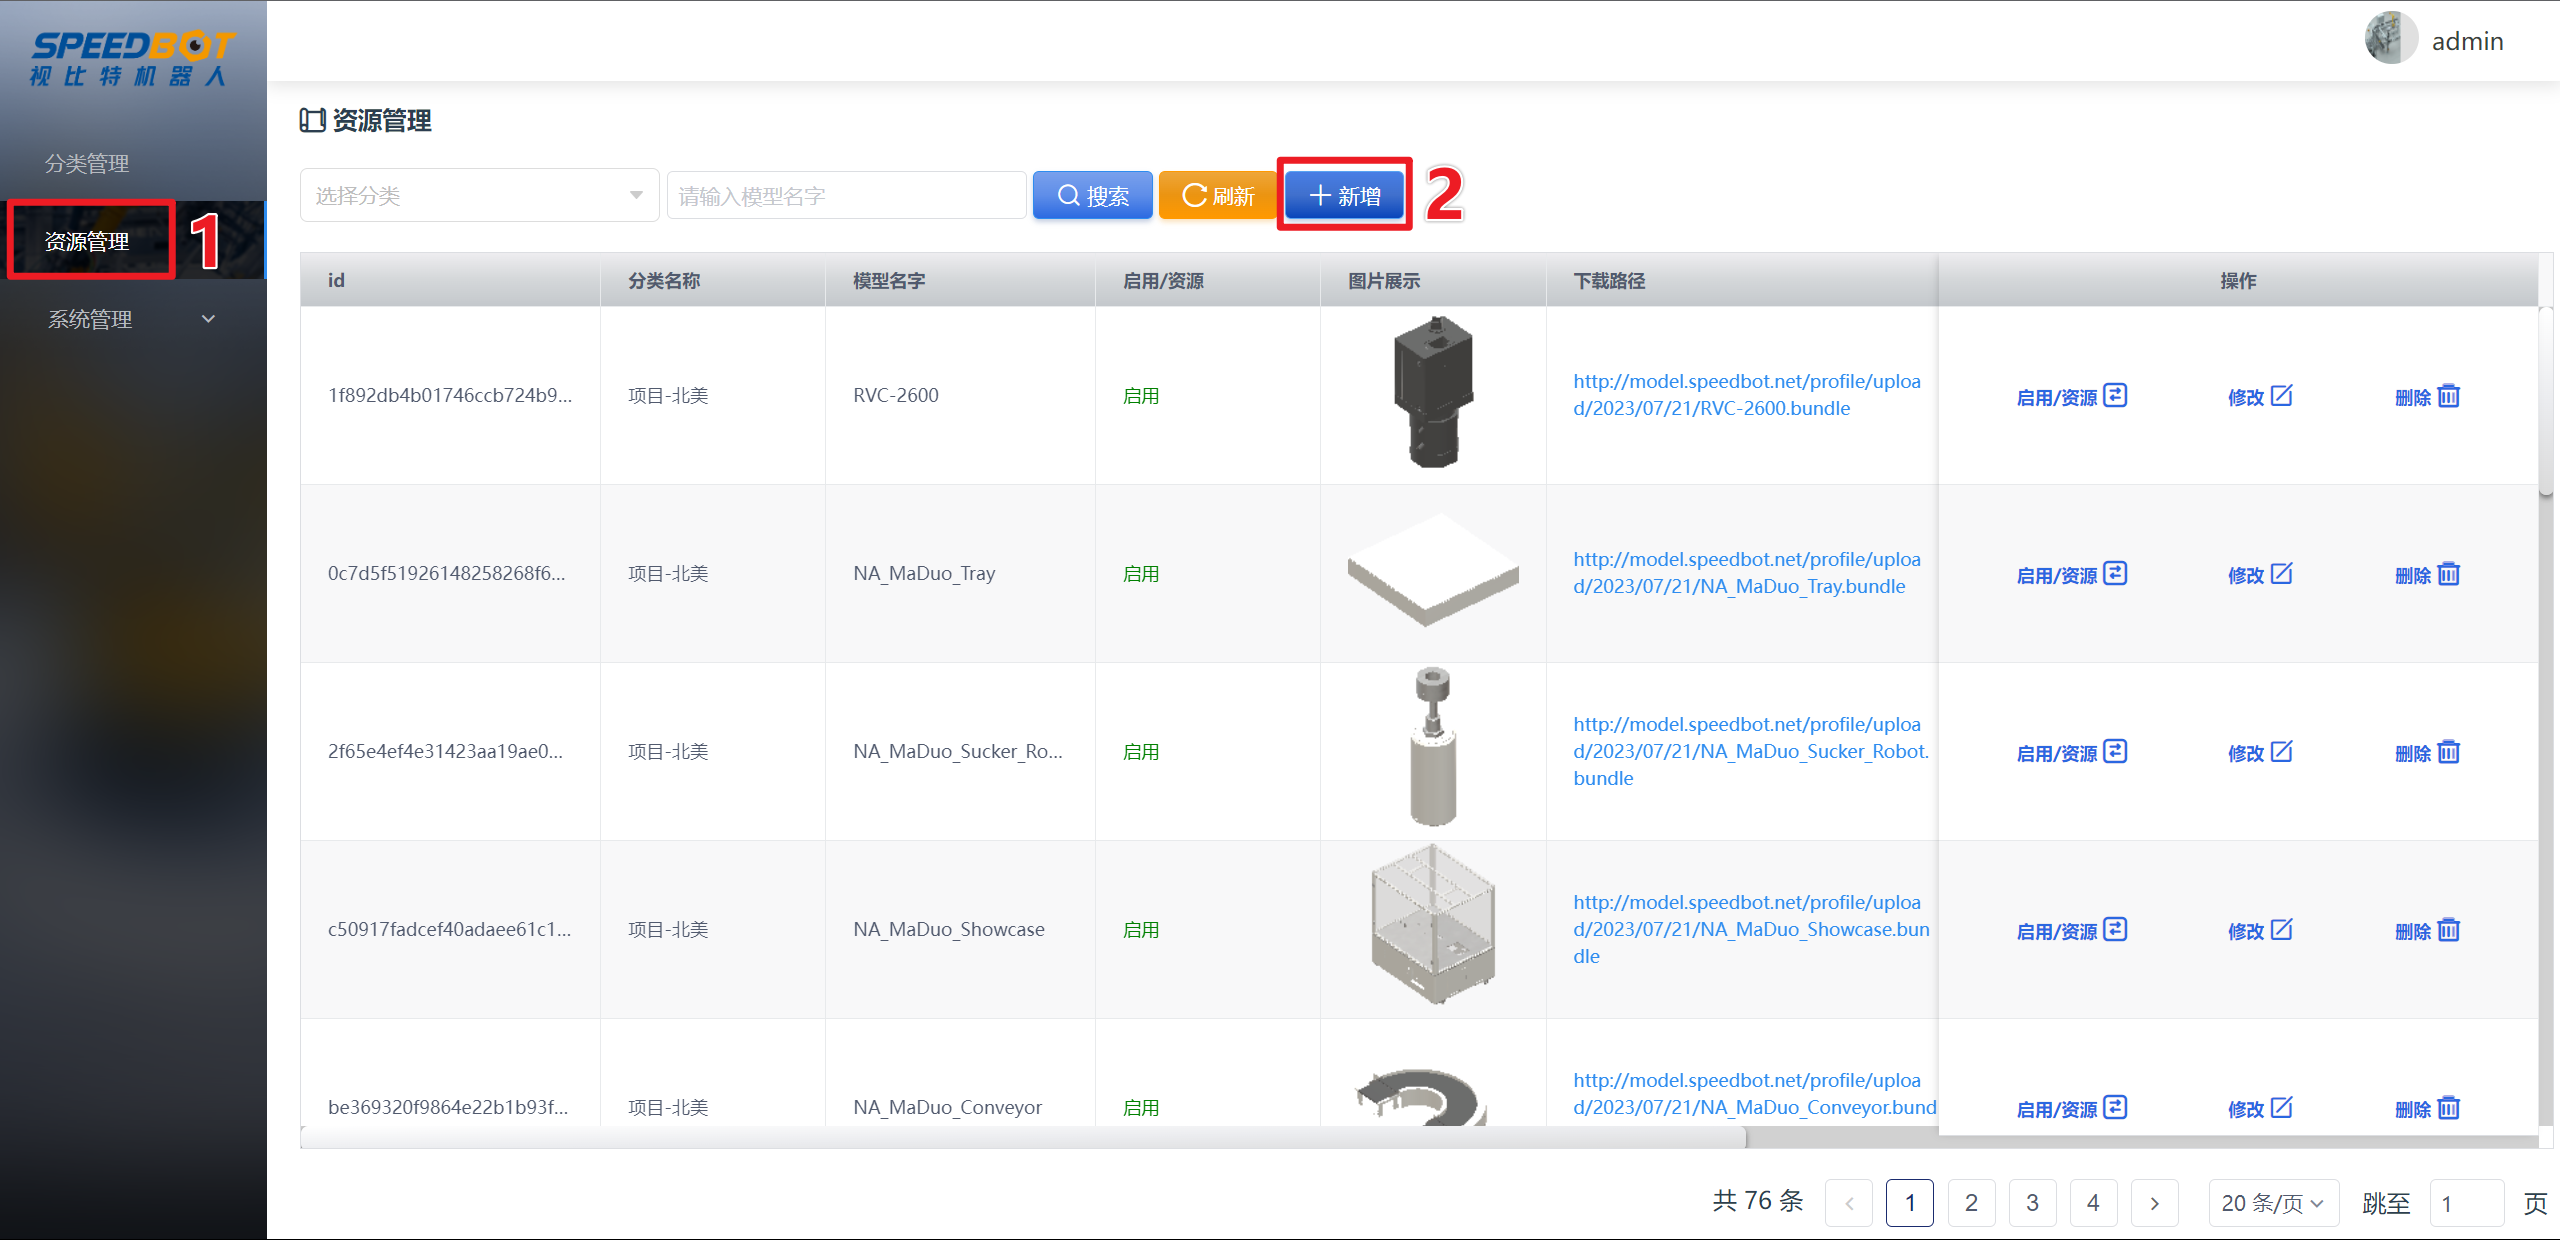 SPEEDBOT
视比特机器人
admin
分类管理
资源管理
1
系统管理
资源管理
选择分类
请输入模型名字
搜索
刷新
新增
2
id 分类名称 模型名字 启用/资源 图片展示 下载路径 操作
1f892db4b01746ccb724b9... 项目-北美 RVC-2600 启用 http://model.speedbot.net/profile/uploa
d/2023/07/21/RVC-2600.bundle 启用/资源 修改 删除
0c7d5f51926148258268f6... 项目-北美 NA_MaDuo_Tray 启用 http://model.speedbot.net/profile/uploa
d/2023/07/21/NA_MaDuo_Tray.bundle 启用/资源 修改 删除
2f65e4ef4e31423aa19ae0... 项目-北美 NA_MaDuo_Sucker_Ro... 启用 http://model.speedbot.net/profile/uploa
d/2023/07/21/NA_MaDuo_Sucker_Robot.
bundle 启用/资源 修改 删除
c50917fadcef40adaee61c1... 项目-北美 NA_MaDuo_Showcase 启用 http://model.speedbot.net/profile/uploa
d/2023/07/21/NA_MaDuo_Showcase.bun
dle 启用/资源 修改 删除
be369320f9864e22b1b93f... 项目-北美 NA_MaDuo_Conveyor 启用 http://model.speedbot.net/profile/uploa
d/2023/07/21/NA_MaDuo_Conveyor.bund 启用/资源 修改 删除
共 76 条 1 2 3 4 20 条/页 跳至 1 页